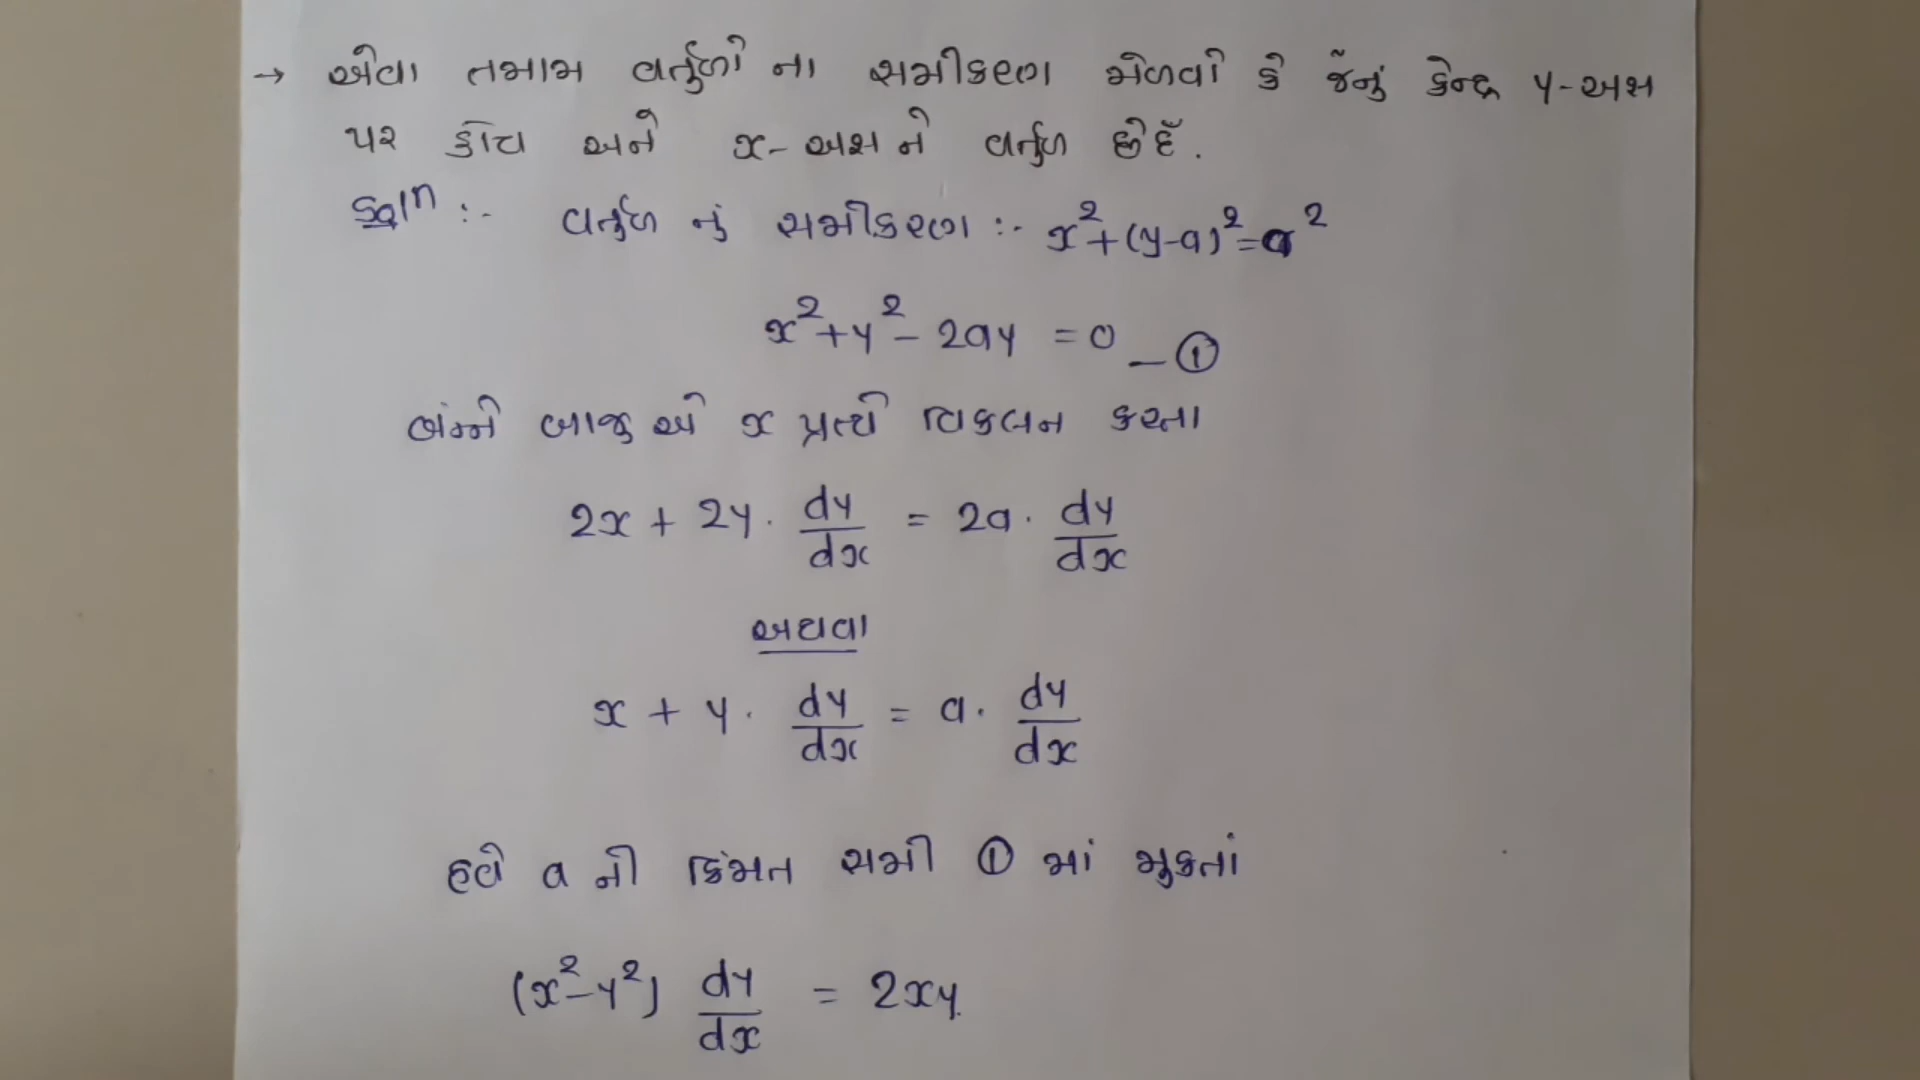 → એવા તમામ વર્તુળો ના સમીકરણ મેળવો કે જેનું કેન્દ્ર y-અક્ષ
પર હોય અને x-અક્ષ ને વર્તુળ છેદે.
Solⁿ :- વર્તુળ નું સમીકરણ :- x²+(y-a)²=a²
x²+y²-2ay =0 _ ①
બંન્ને બાજુ એ x પ્રત્યે વિકલન કરતા
2x + 2y. dy/dx = 2a. dy/dx
અથવા
x + y. dy/dx = a. dy/dx
હવે a ની કિંમત સમી ① માં મુકતાં
(x²-y²) dy/dx = 2xy.